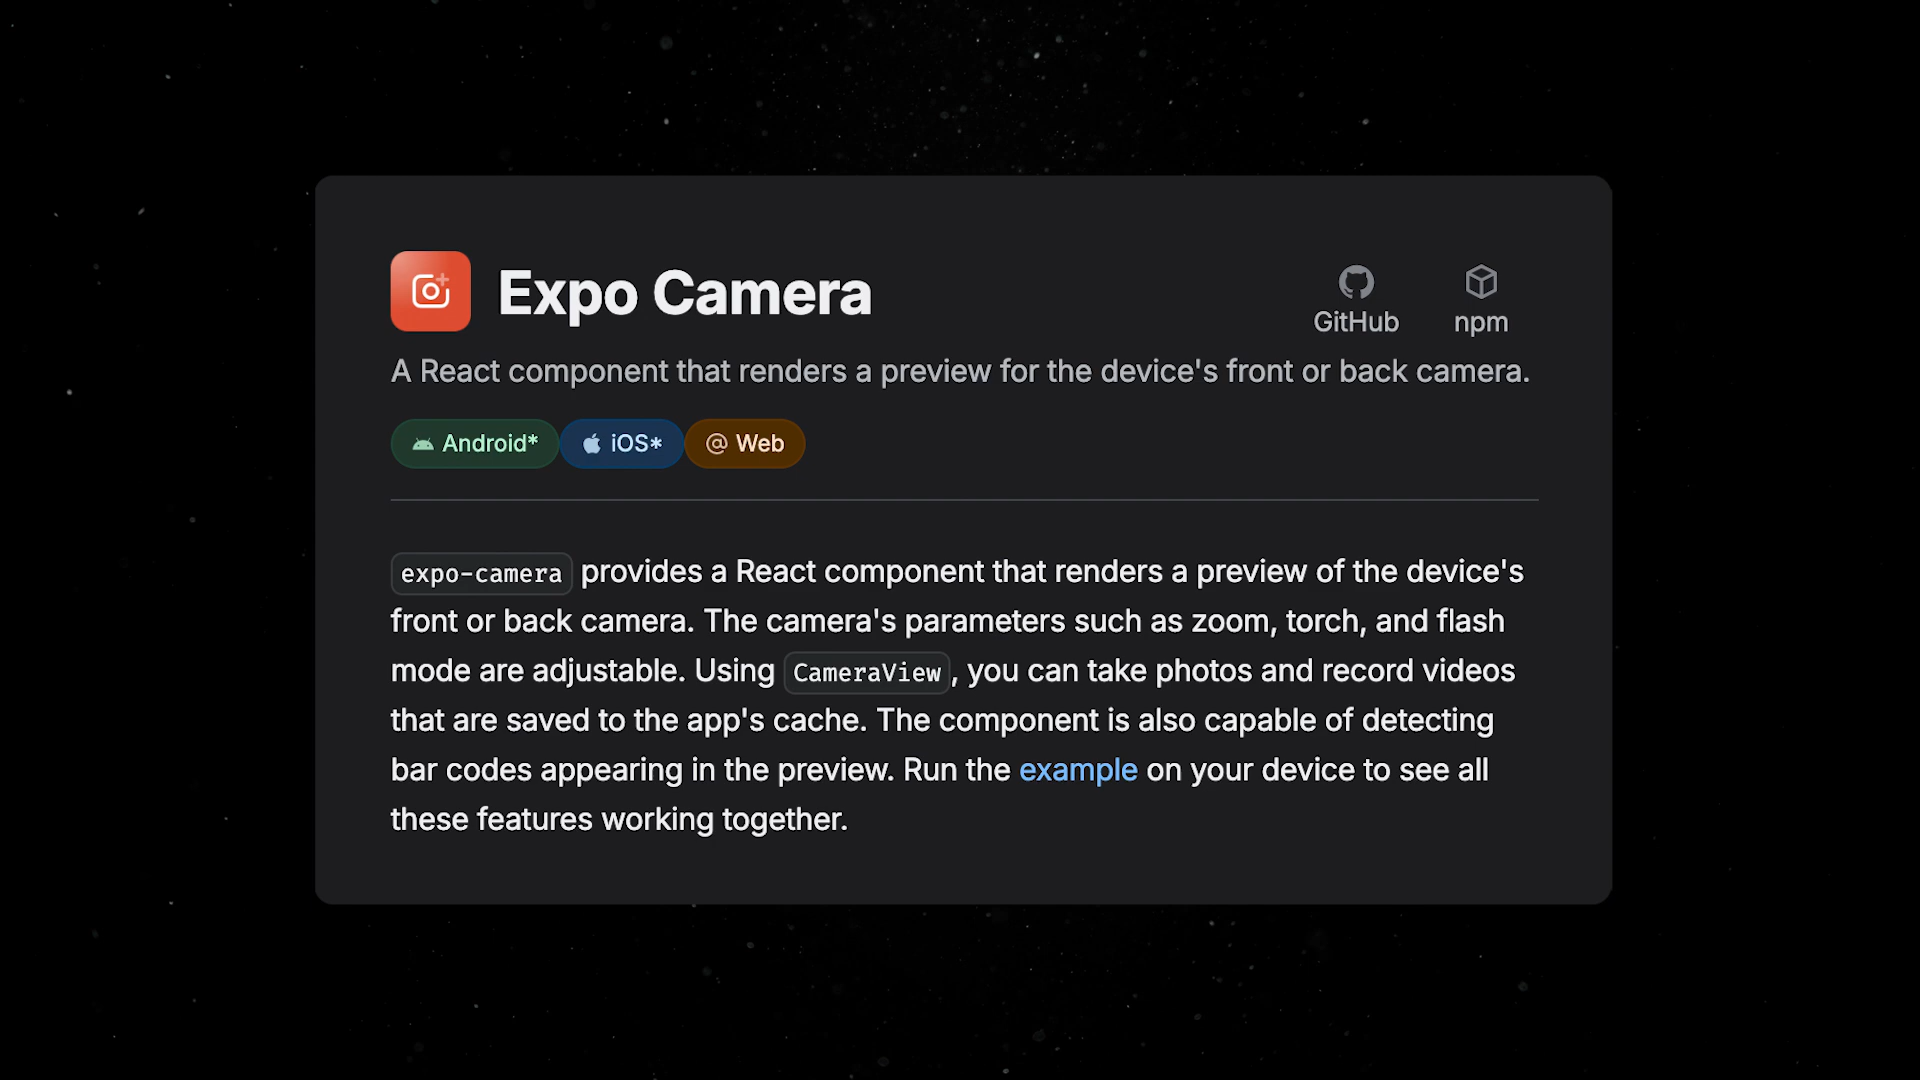 Expo Camera
GitHub
npm
A React component that renders a preview for the device's front or back camera.
Android*
iOS*
Web
expo-camera provides a React component that renders a preview of the device's
front or back camera. The camera's parameters such as zoom, torch, and flash
mode are adjustable. Using CameraView, you can take photos and record videos
that are saved to the app's cache. The component is also capable of detecting
bar codes appearing in the preview. Run the example on your device to see all
these features working together.